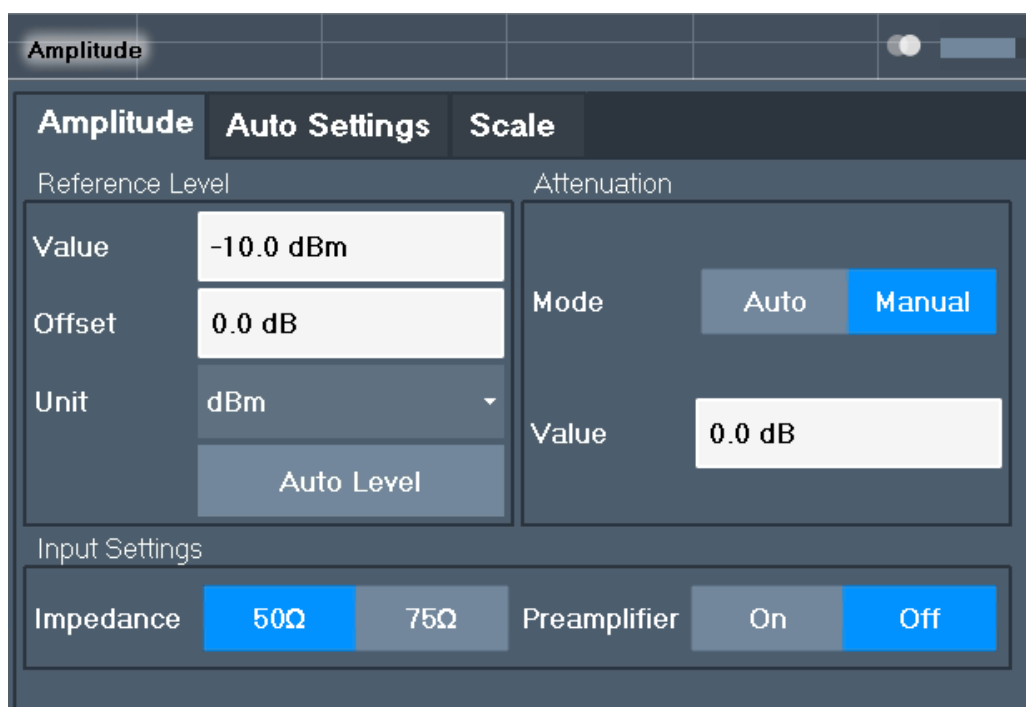 Amplitude
Amplitude Auto Settings Scale
Reference Level
Value -10.0 dBm
Offset 0.0 dB
Unit dBm
Auto Level
Attenuation
Mode Auto Manual
Value 0.0 dB
Input Settings
Impedance 50Ω 75Ω Preamplifier On Off